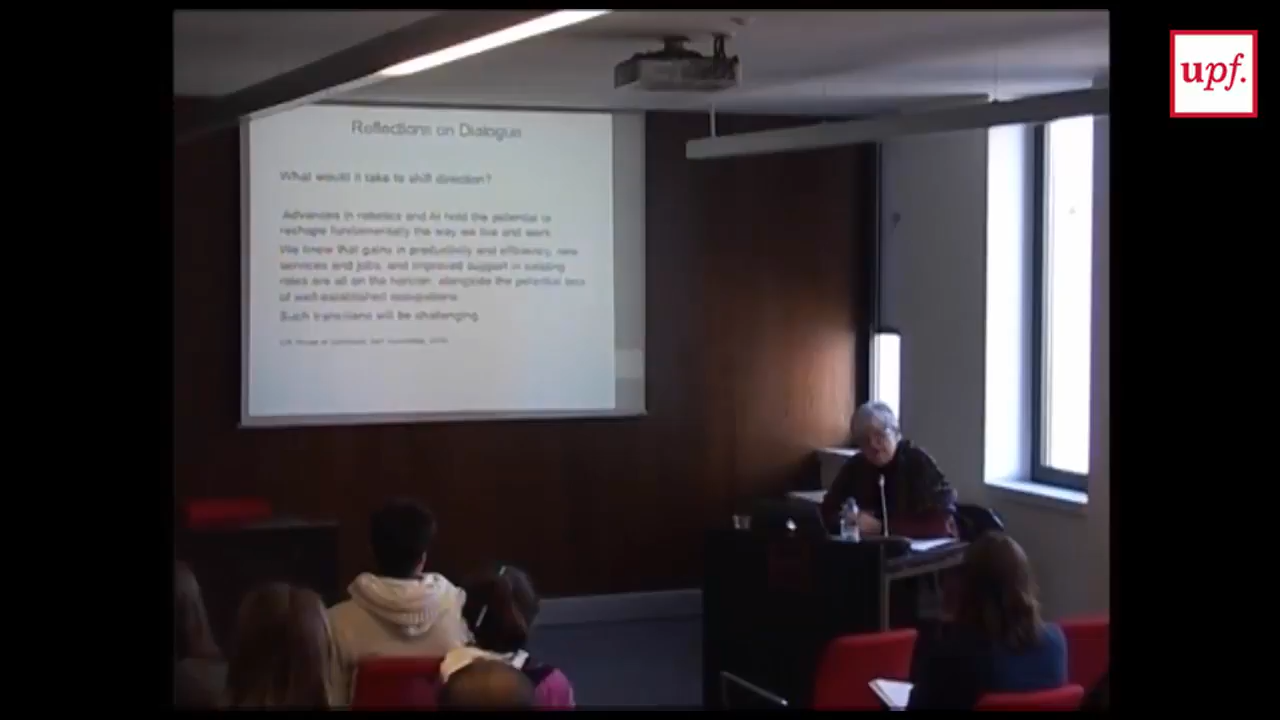 upf.
Reflections on Dialogue
What would it take to shift direction?
Advances in robotics and AI hold the potential to
reshape fundamentally the way we live and work.
We know that gains in productivity and efficiency, new
services and jobs, and improved support in existing
roles are all on the horizon, alongside the potential loss
of well-established occupations.
Such transitions will be challenging.